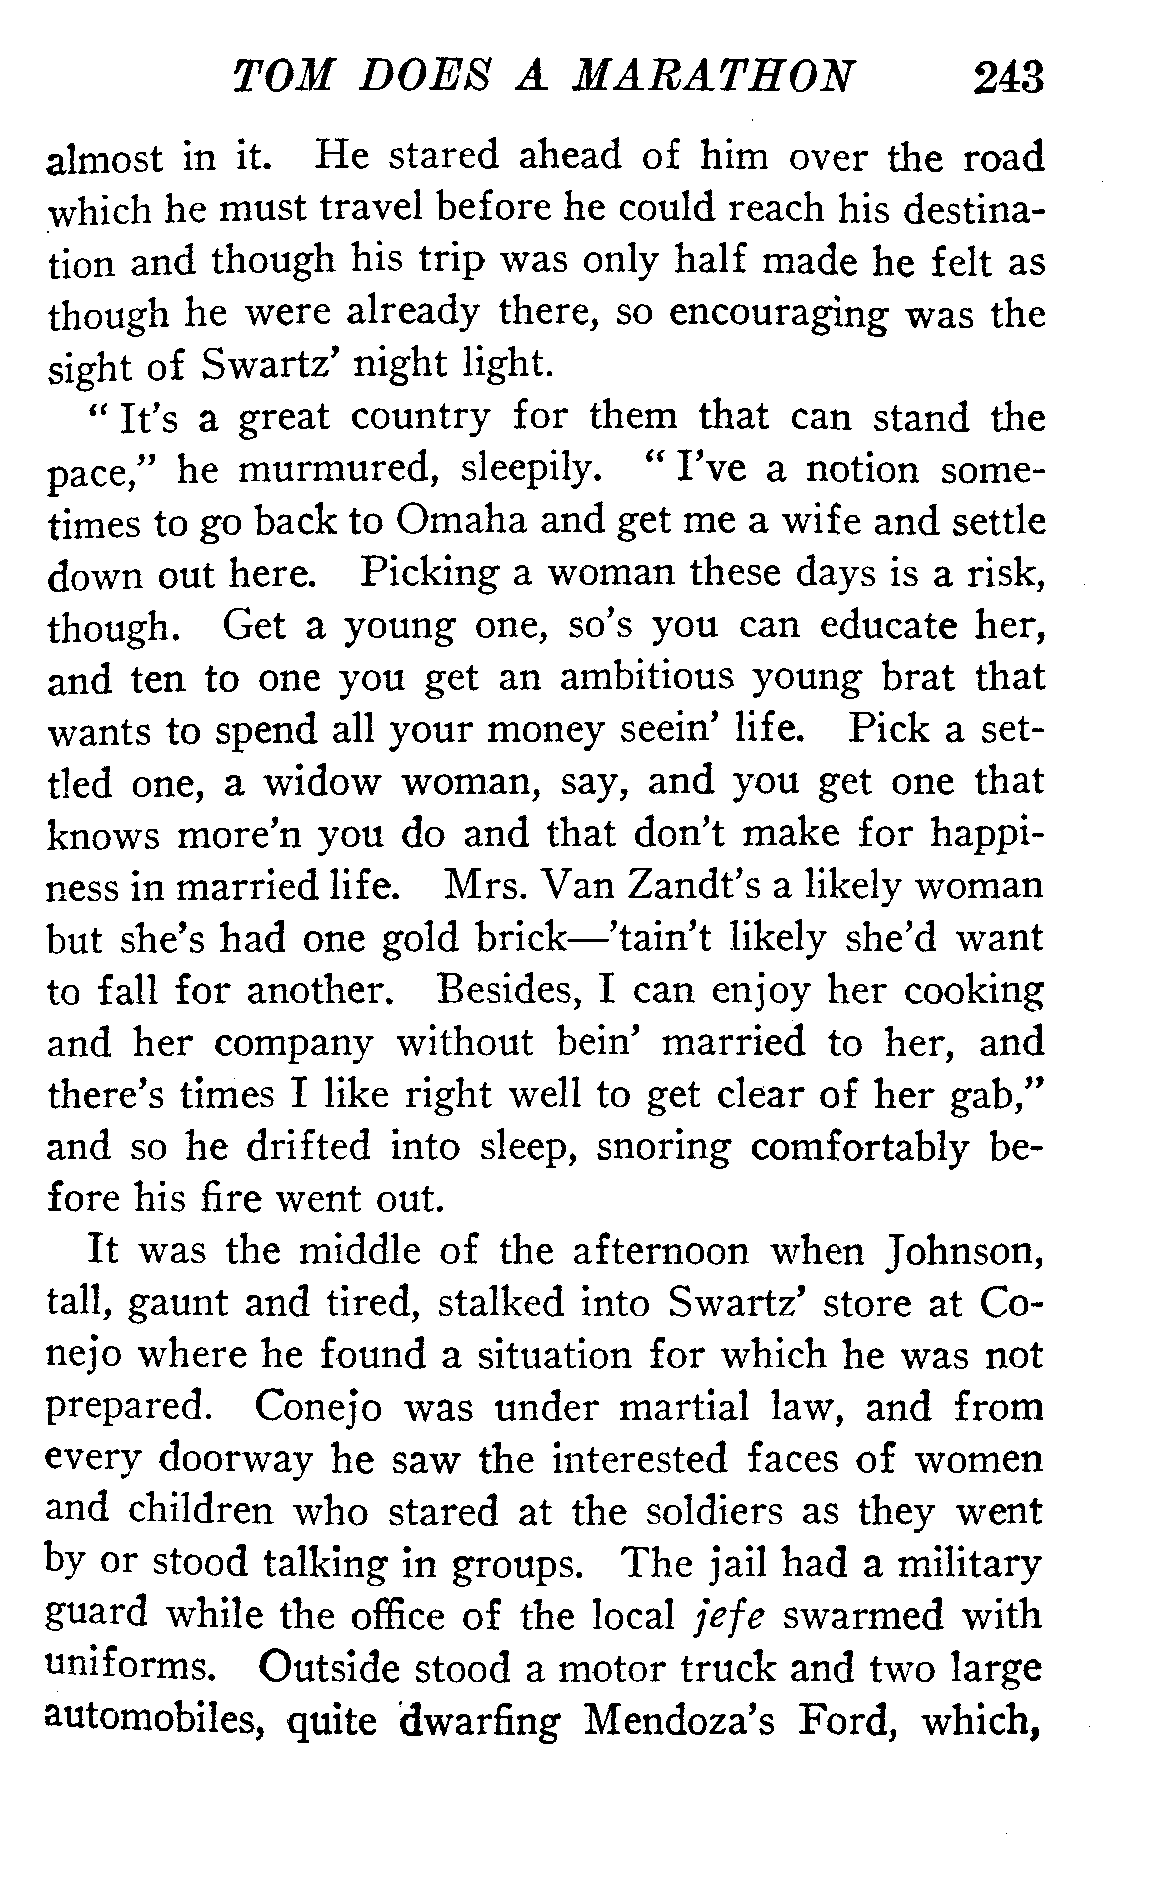 TOM DOES A MARATHON 243
almost in it. He stared ahead of him over the road
which he must travel before he could reach his destina-
tion and though his trip was only half made he felt as
though he were already there, so encouraging was the
sight of Swartz' night light.
" It's a great country for them that can stand the
pace," he murmured, sleepily. " I've a notion some-
times to go back to Omaha and get me a wife and settle
down out here. Picking a woman these days is a risk,
though. Get a young one, so's you can educate her,
and ten to one you get an ambitious young brat that
wants to spend all your money seein' life. Pick a set-
tled one, a widow woman, say, and you get one that
knows more'n you do and that don't make for happi-
ness in married life. Mrs. Van Zandt's a likely woman
but she's had one gold brick—'tain't likely she'd want
to fall for another. Besides, I can enjoy her cooking
and her company without bein' married to her, and
there's times I like right well to get clear of her gab,"
and so he drifted into sleep, snoring comfortably be-
fore his fire went out.
It was the middle of the afternoon when Johnson,
tall, gaunt and tired, stalked into Swartz' store at Co-
nejo where he found a situation for which he was not
prepared. Conejo was under martial law, and from
every doorway he saw the interested faces of women
and children who stared at the soldiers as they went
by or stood talking in groups. The jail had a military
guard while the office of the local jefe swarmed with
uniforms. Outside stood a motor truck and two large
automobiles, quite dwarfing Mendoza's Ford, which,